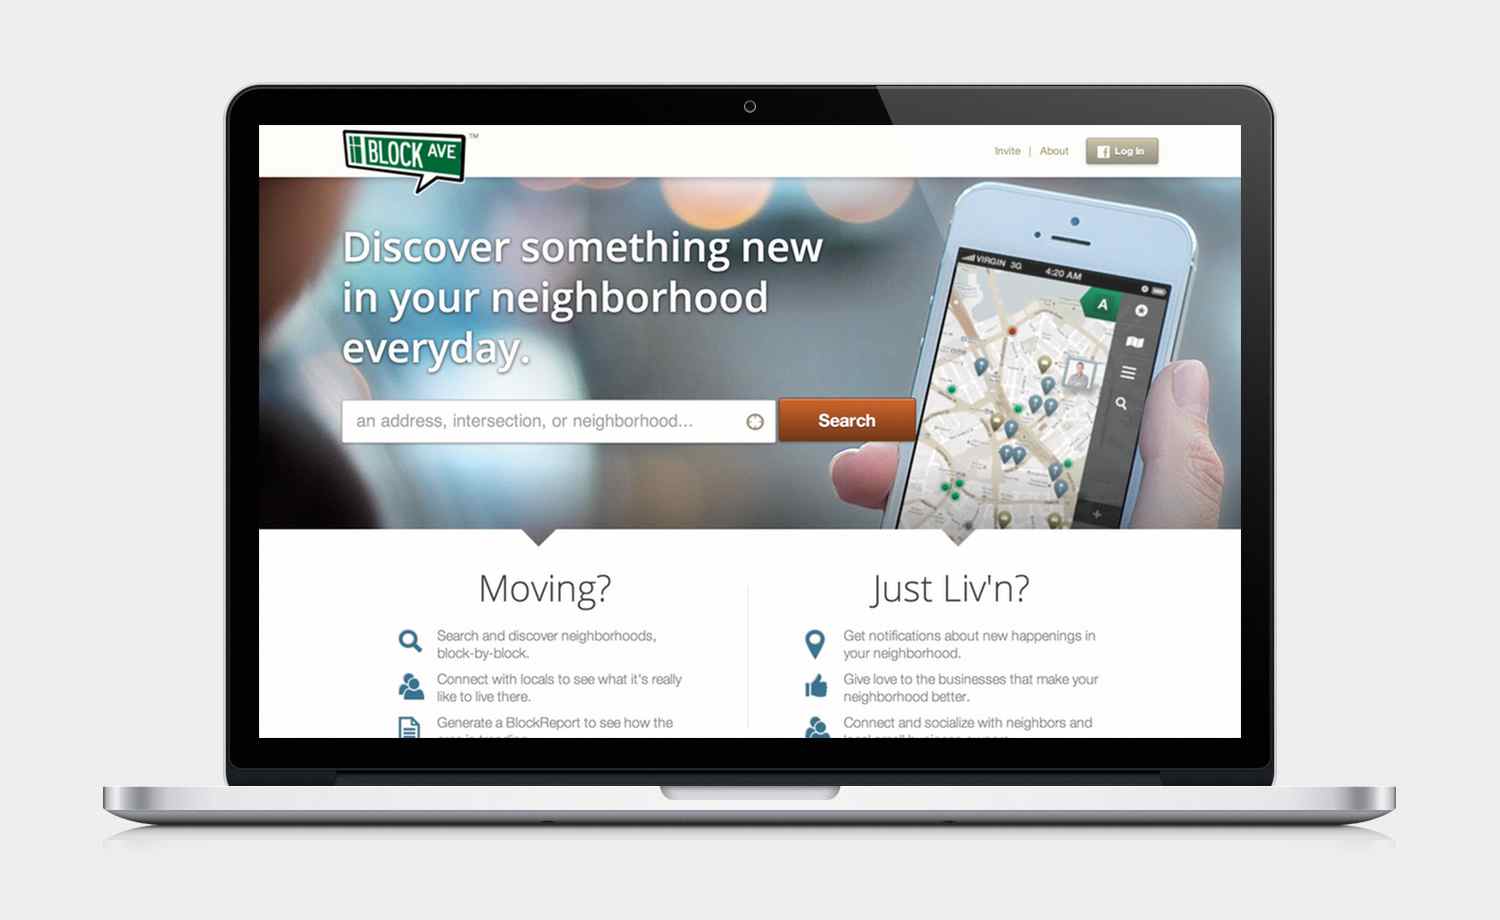 BLOCK AVE ™
Invite | About
Log In
Discover something new
in your neighborhood
everyday.
an address, intersection, or neighborhood...
Search
VIRGIN 3G 4:20 AM
A
Moving?
Search and discover neighborhoods,
block-by-block.
Connect with locals to see what it's really
like to live there.
Generate a BlockReport to see how the
Just Liv'n?
Get notifications about new happenings in
your neighborhood.
Give love to the businesses that make your
neighborhood better.
Connect and socialize with neighbors and